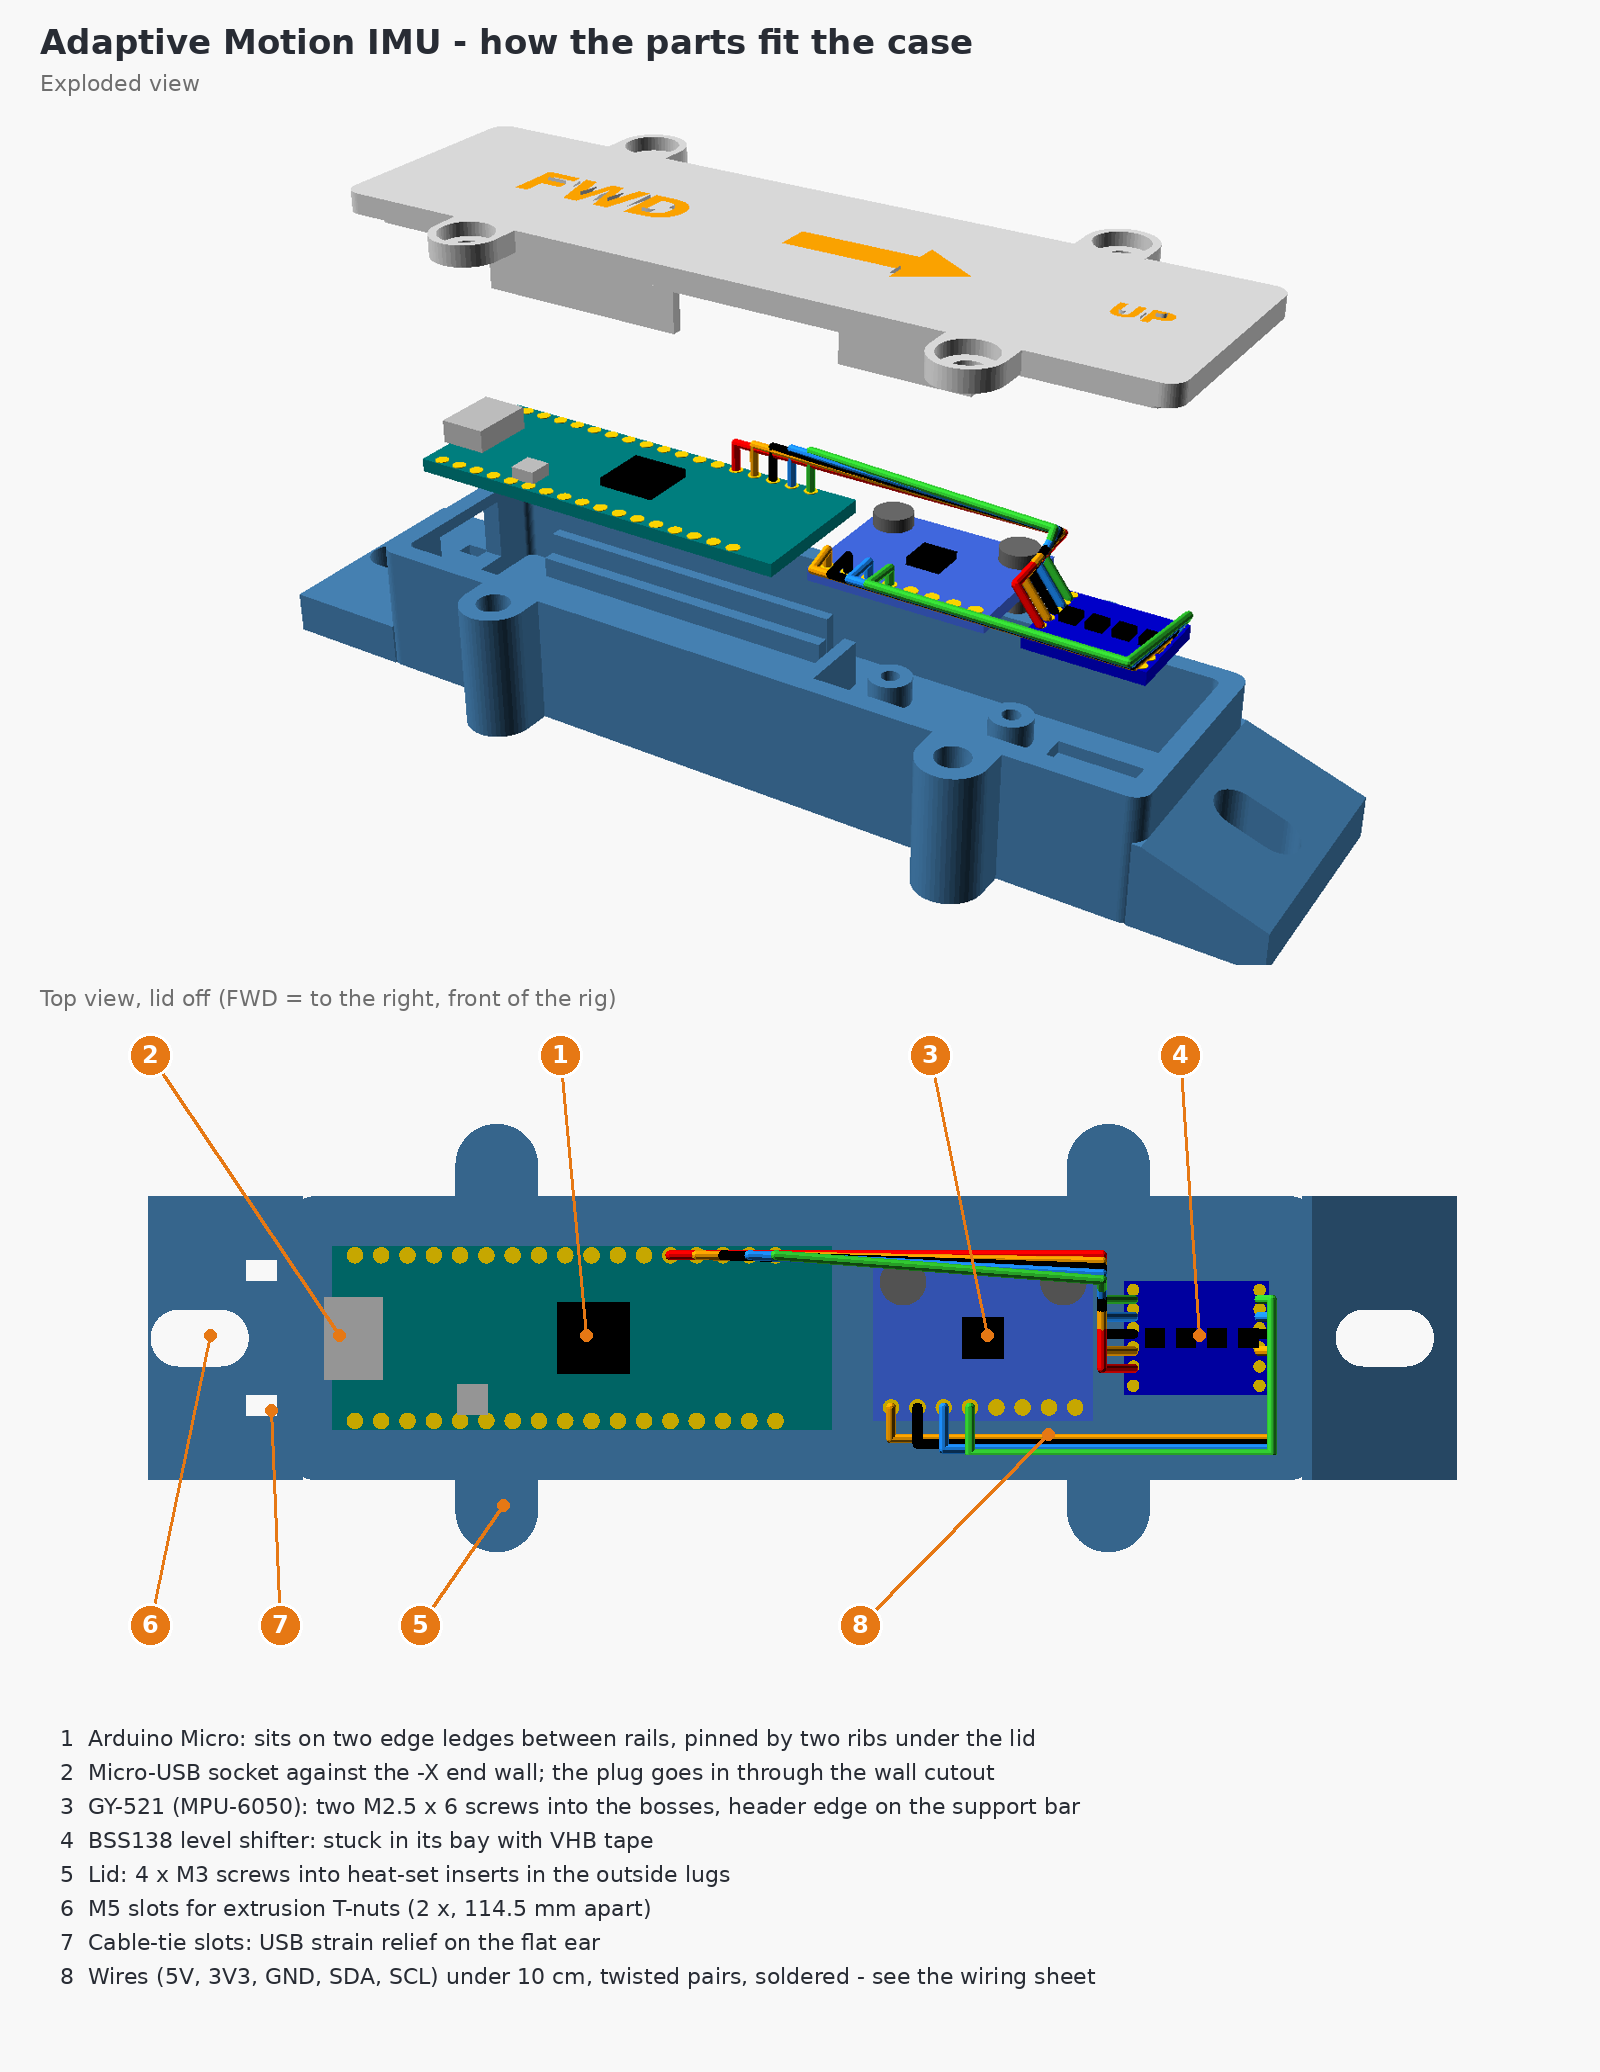 Adaptive Motion IMU - how the parts fit the case
Exploded view
FWD
UP
Top view, lid off (FWD = to the right, front of the rig)
2
1
3
4
6
7
5
8
1 Arduino Micro: sits on two edge ledges between rails, pinned by two ribs under the lid
2 Micro-USB socket against the -X end wall; the plug goes in through the wall cutout
3 GY-521 (MPU-6050): two M2.5 x 6 screws into the bosses, header edge on the support bar
4 BSS138 level shifter: stuck in its bay with VHB tape
5 Lid: 4 x M3 screws into heat-set inserts in the outside lugs
6 M5 slots for extrusion T-nuts (2 x, 114.5 mm apart)
7 Cable-tie slots: USB strain relief on the flat ear
8 Wires (5V, 3V3, GND, SDA, SCL) under 10 cm, twisted pairs, soldered - see the wiring sheet